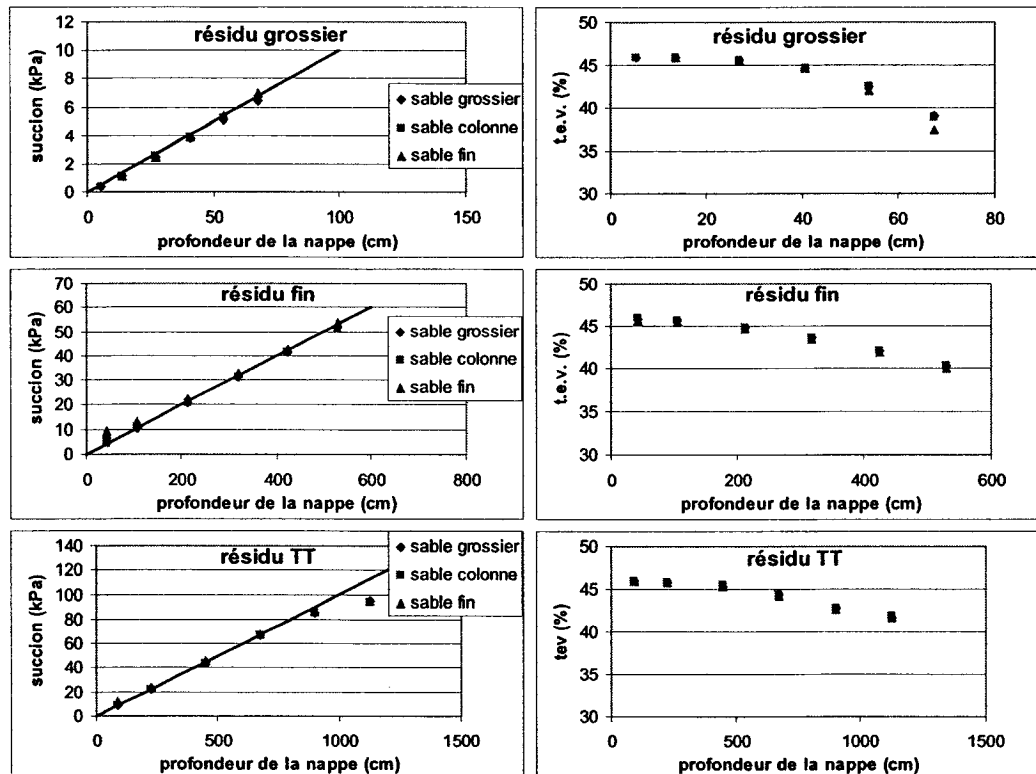 résidu grossier
succion (kPa)
12
10
8
6
4
2
0
0
50
100
150
profondeur de la nappe (cm)
sable grossier
sable colonne
sable fin
résidu grossier
t.e.v. (%)
50
45
40
35
30
0
20
40
60
80
profondeur de la nappe (cm)
résidu fin
succion (kPa)
70
60
50
40
30
20
10
0
0
200
400
600
800
profondeur de la nappe (cm)
sable grossier
sable colonne
sable fin
résidu fin
t.e.v. (%)
50
45
40
35
30
0
200
400
600
profondeur de la nappe (cm)
résidu TT
succion (kPa)
140
120
100
80
60
40
20
0
0
500
1000
1500
profondeur de la nappe (cm)
sable grossier
sable colonne
sable fin
résidu TT
tev (%)
50
45
40
35
30
0
500
1000
1500
profondeur de la nappe (cm)